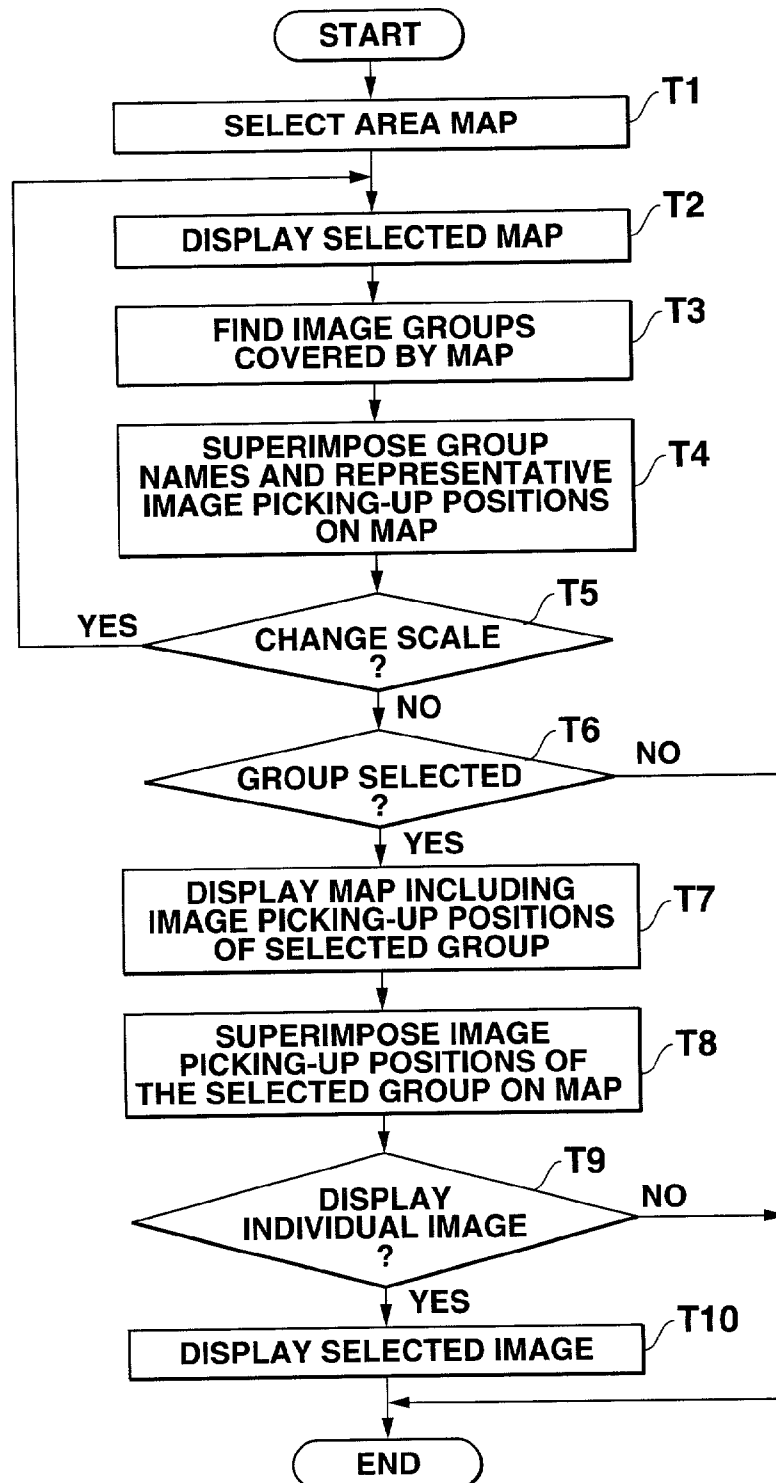 START
T1
SELECT AREA MAP
T2
DISPLAY SELECTED MAP
T3
FIND IMAGE GROUPS
COVERED BY MAP
T4
SUPERIMPOSE GROUP
NAMES AND REPRESENTATIVE
IMAGE PICKING-UP POSITIONS
ON MAP
T5
YES
CHANGE SCALE
?
NO
T6
NO
GROUP SELECTED
?
YES
T7
DISPLAY MAP INCLUDING
IMAGE PICKING-UP POSITIONS
OF SELECTED GROUP
T8
SUPERIMPOSE IMAGE
PICKING-UP POSITIONS OF
THE SELECTED GROUP ON MAP
T9
NO
DISPLAY
INDIVIDUAL IMAGE
?
YES
T10
DISPLAY SELECTED IMAGE
END